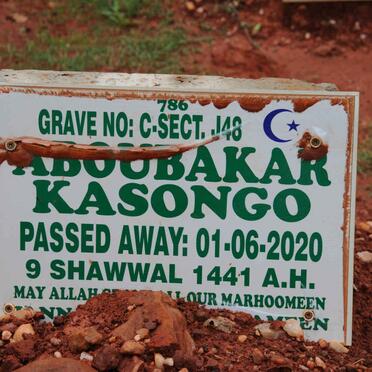 786
GRAVE NO: C-SECT. J48
ABOUBAKAR
KASONGO
PASSED AWAY: 01-06-2020
9 SHAWWAL 1441 A.H.
MAY ALLAH OUR MARHOOMEEN